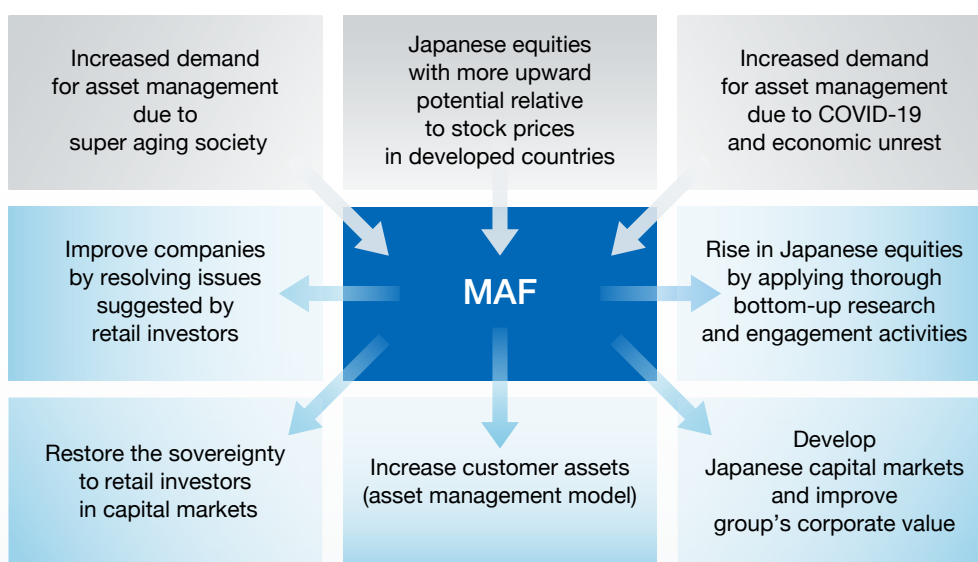 Increased demand
for asset management
due to
super aging society
Japanese equities
with more upward
potential relative
to stock prices
in developed countries
Increased demand
for asset management
due to COVID-19
and economic unrest
Improve companies
by resolving issues
suggested by
retail investors
MAF
Rise in Japanese equities
by applying thorough
bottom-up research
and engagement activities
Restore the sovereignty
to retail investors
in capital markets
Increase customer assets
(asset management model)
Develop
Japanese capital markets
and improve
group's corporate value